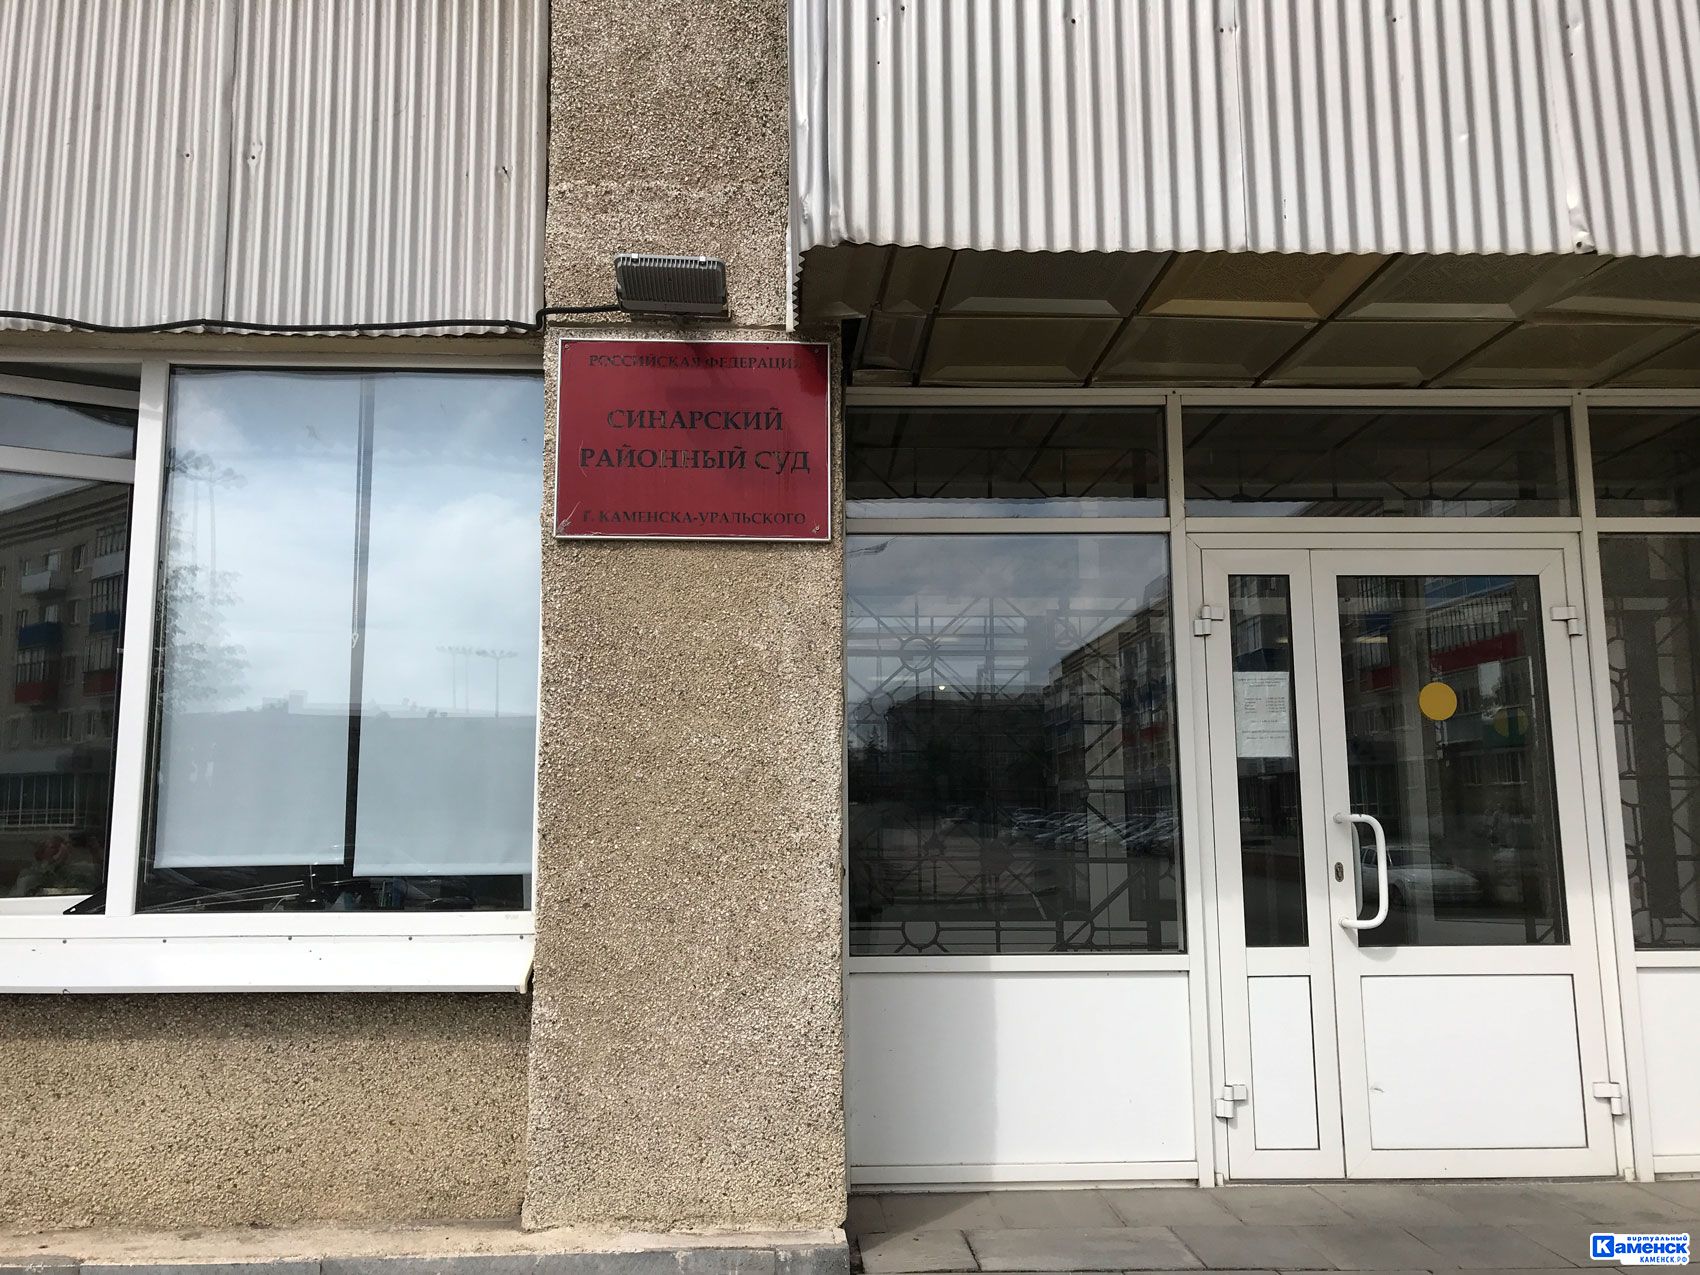 РОССИЙСКАЯ ФЕДЕРАЦИЯ
СИНАРСКИЙ
РАЙОННЫЙ СУД
Г. КАМЕНСКА-УРАЛЬСКОГО
виртуальный
КАМЕНСК
КАМЕНСК.РФ